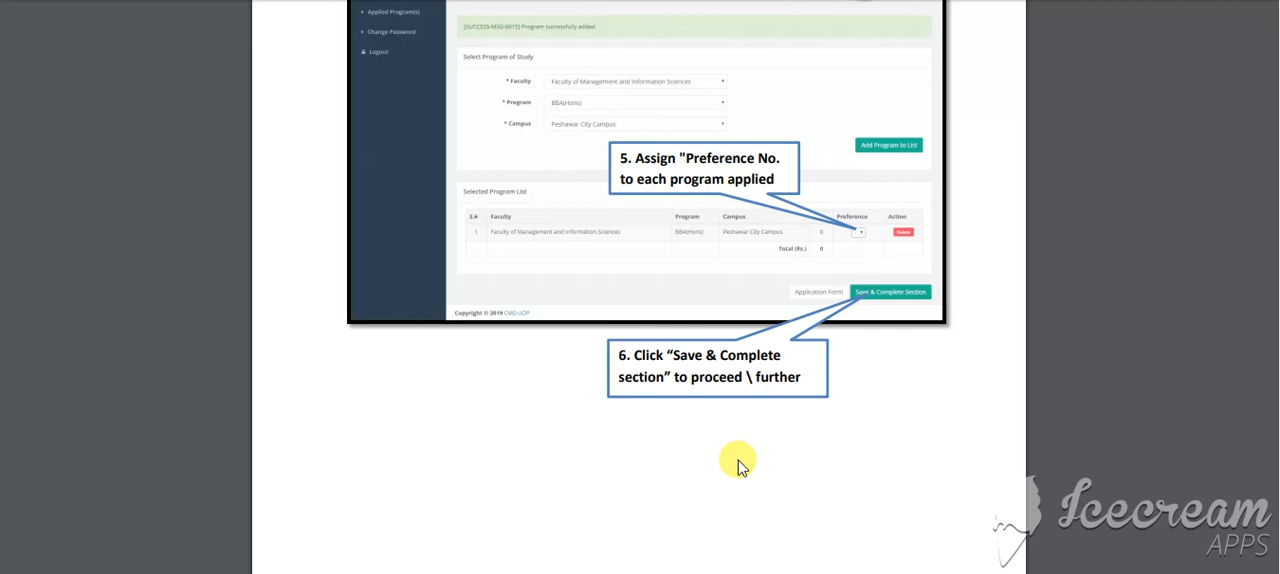 Applied Program(s)
Change Password
Logout
[SUCCESS-MSG-6015] Program successfully added.
Select Program of Study
* Faculty Faculty of Management and Information Sciences
* Program BBA(Hons)
* Campus Peshawar City Campus
Add Program to List
5. Assign "Preference No.
to each program applied
Selected Program List
S.# Faculty Program Campus Preference Action
1 Faculty of Management and Information Sciences BBA(Hons) Peshawar City Campus 0 Delete
Total (Rs.) 0
Application Form Save & Complete Section
Copyright © 2019 CMS-UOP
6. Click “Save & Complete
section” to proceed \ further
Icecream
APPS